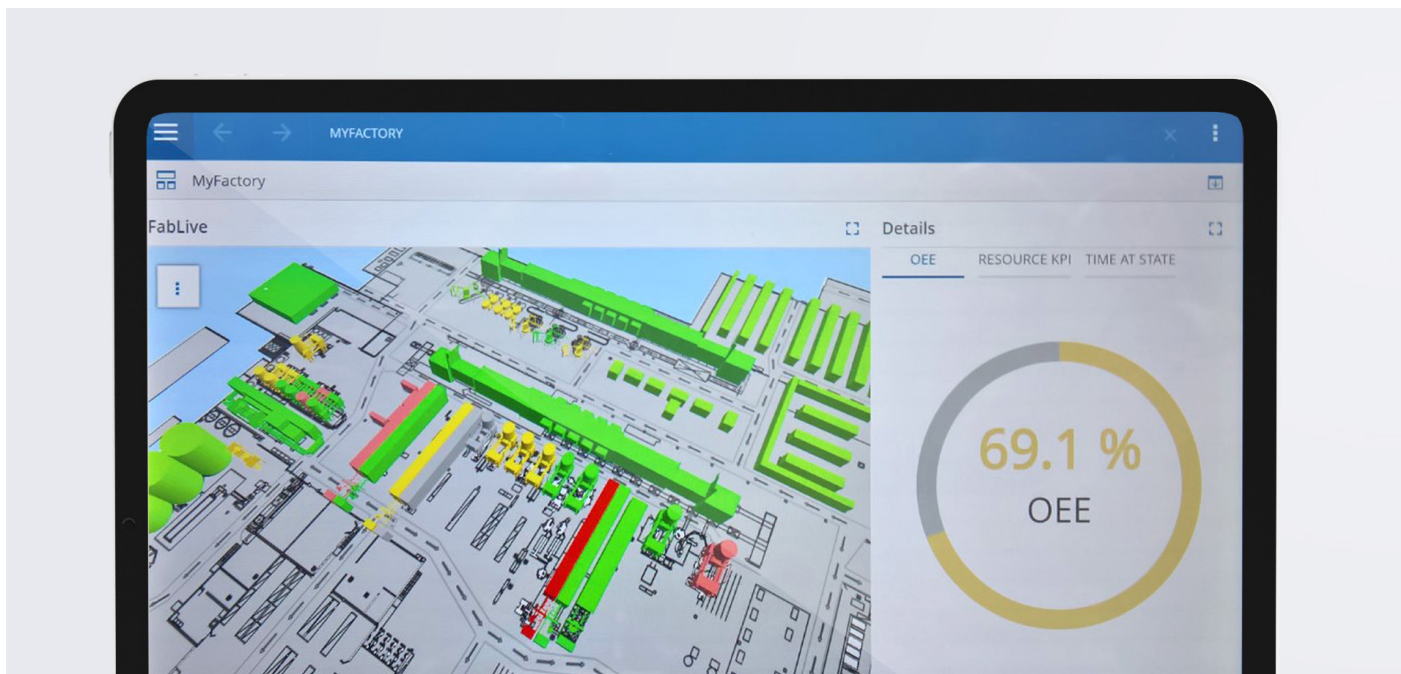 MYFACTORY
MyFactory
FabLive
Details
OEE
RESOURCE KPI
TIME AT STATE
69.1 %
OEE